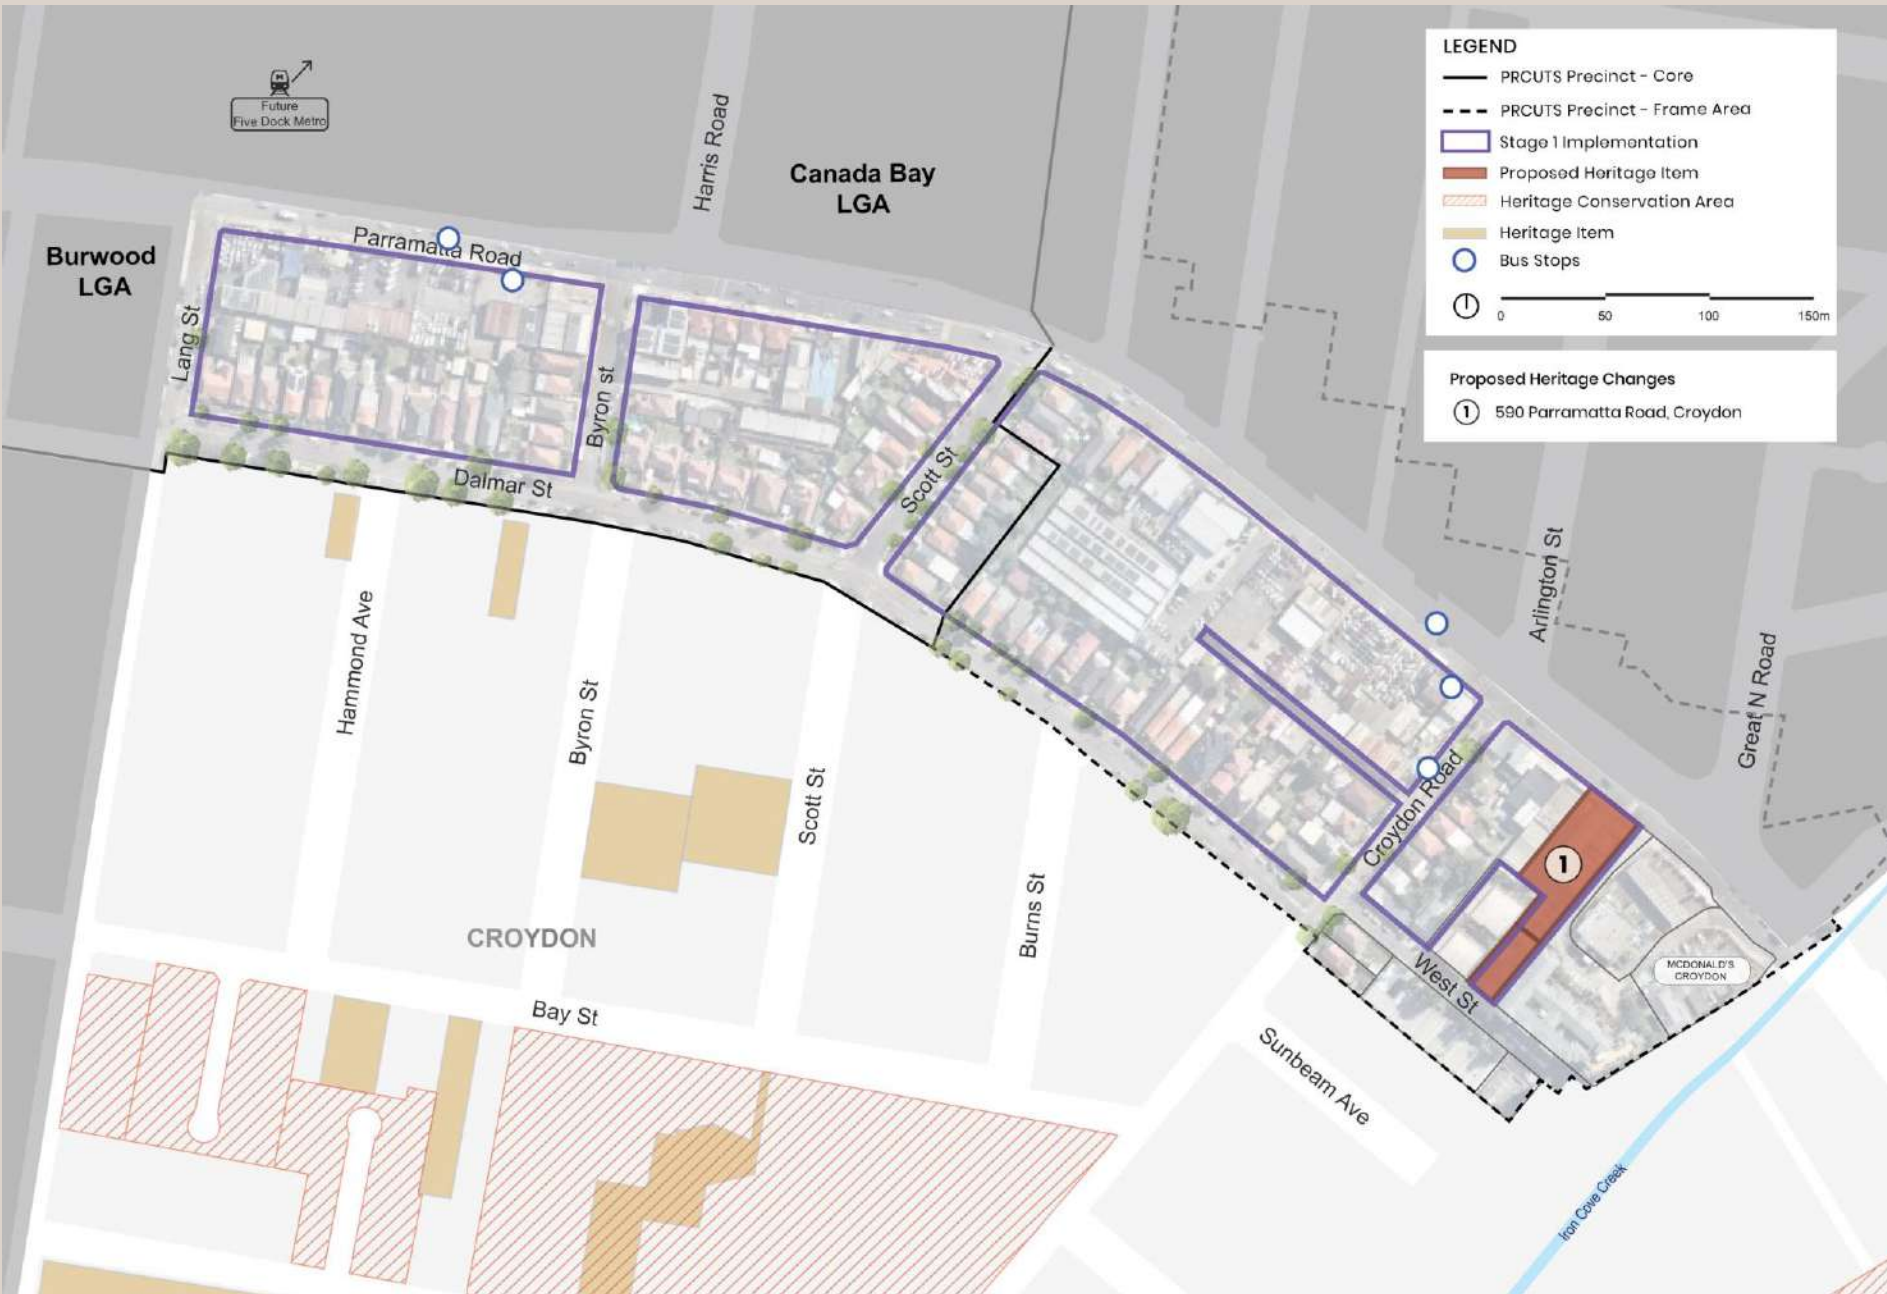 Future
Five Dock Metro
Harris Road
Canada Bay
LGA
Burwood
LGA
Parramatta Road
Lang St
Byron st
Dalmar St
Scott St
Arlington St
Great N Road
Hammond Ave
Byron St
Scott St
Burns St
Croydon Road
1
West St
MCDONALD'S
CROYDON
CROYDON
Bay St
Sunbeam Ave
Iron Cove Creek
LEGEND
PRCUTS Precinct - Core
PRCUTS Precinct - Frame Area
Stage 1 Implementation
Proposed Heritage Item
Heritage Conservation Area
Heritage Item
Bus Stops
0 50 100 150m
Proposed Heritage Changes
1 590 Parramatta Road, Croydon